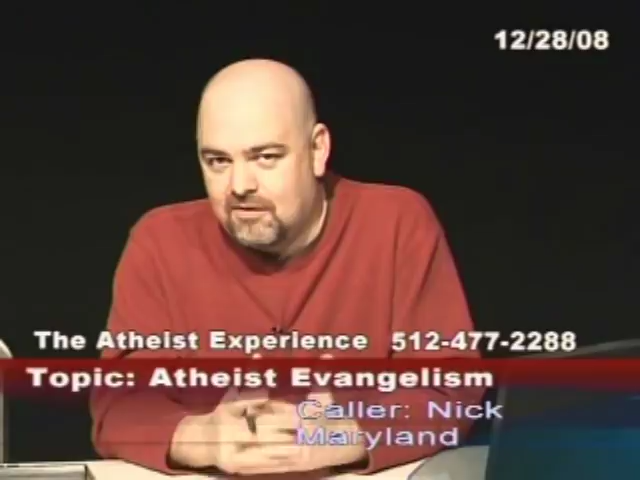 12/28/08
The Atheist Experience 512-477-2288
Topic: Atheist Evangelism
Caller: Nick
Maryland